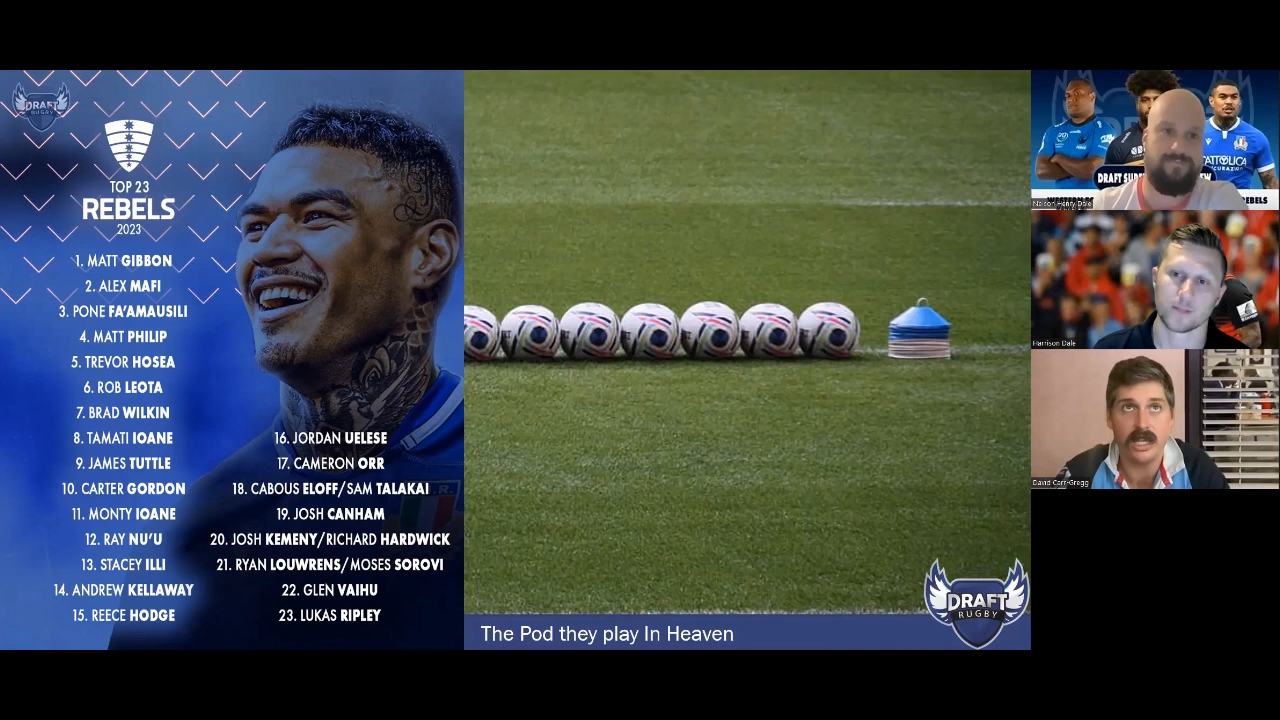 DRAFT
RUGBY
TOP 23
REBELS
2023
1. MATT GIBBON
2. ALEX MAFI
3. PONE FA'AMAUSILI
4. MATT PHILIP
5. TREVOR HOSEA
6. ROB LEOTA
7. BRAD WILKIN
8. TAMATI IOANE
9. JAMES TUTTLE
10. CARTER GORDON
11. MONTY IOANE
12. RAY NU'U
13. STACEY ILLI
14. ANDREW KELLAWAY
15. REECE HODGE
16. JORDAN UELESE
17. CAMERON ORR
18. CABOUS ELOFF/SAM TALAKAI
19. JOSH CANHAM
20. JOSH KEMENY/RICHARD HARDWICK
21. RYAN LOUWRENS/MOSES SOROVI
22. GLEN VAIHU
23. LUKAS RIPLEY
The Pod they play In Heaven
DRAFT
RUGBY
DRAFT
REBELS
Nelson Henry Dale
Harrison Dale
David Carr-Gregg